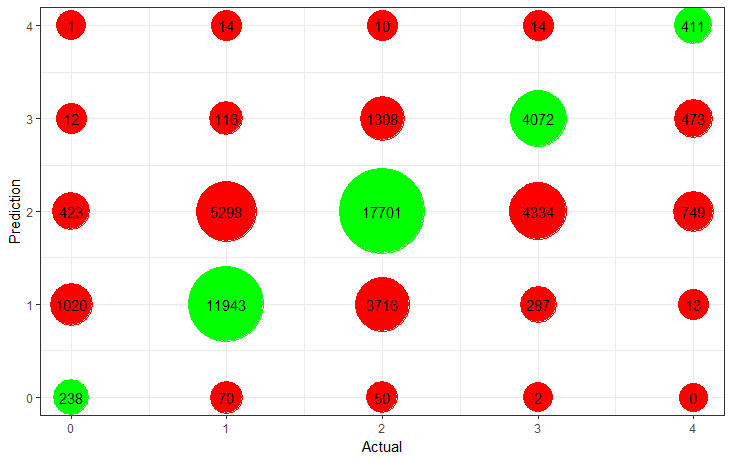 4 1 14 10 14 411
3 12 116 1308 4072 473
2 423 5298 17701 4334 749
1 1020 11943 3716 287 13
0 238 70 50 2 0
0 1 2 3 4
Actual
Prediction